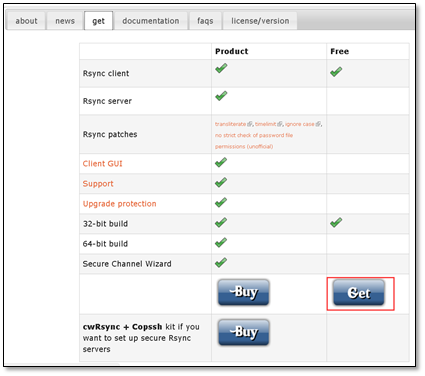 about news get documentation faqs license/version
Product Free
Rsync client
Rsync server
Rsync patches
transliterate, timelimit, ignore case,
no strict check of password file
permissions (unofficial)
Client GUI
Support
Upgrade protection
32-bit build
64-bit build
Secure Channel Wizard
Buy Get
cwRsync + Copssh kit if you
want to set up secure Rsync
servers
Buy